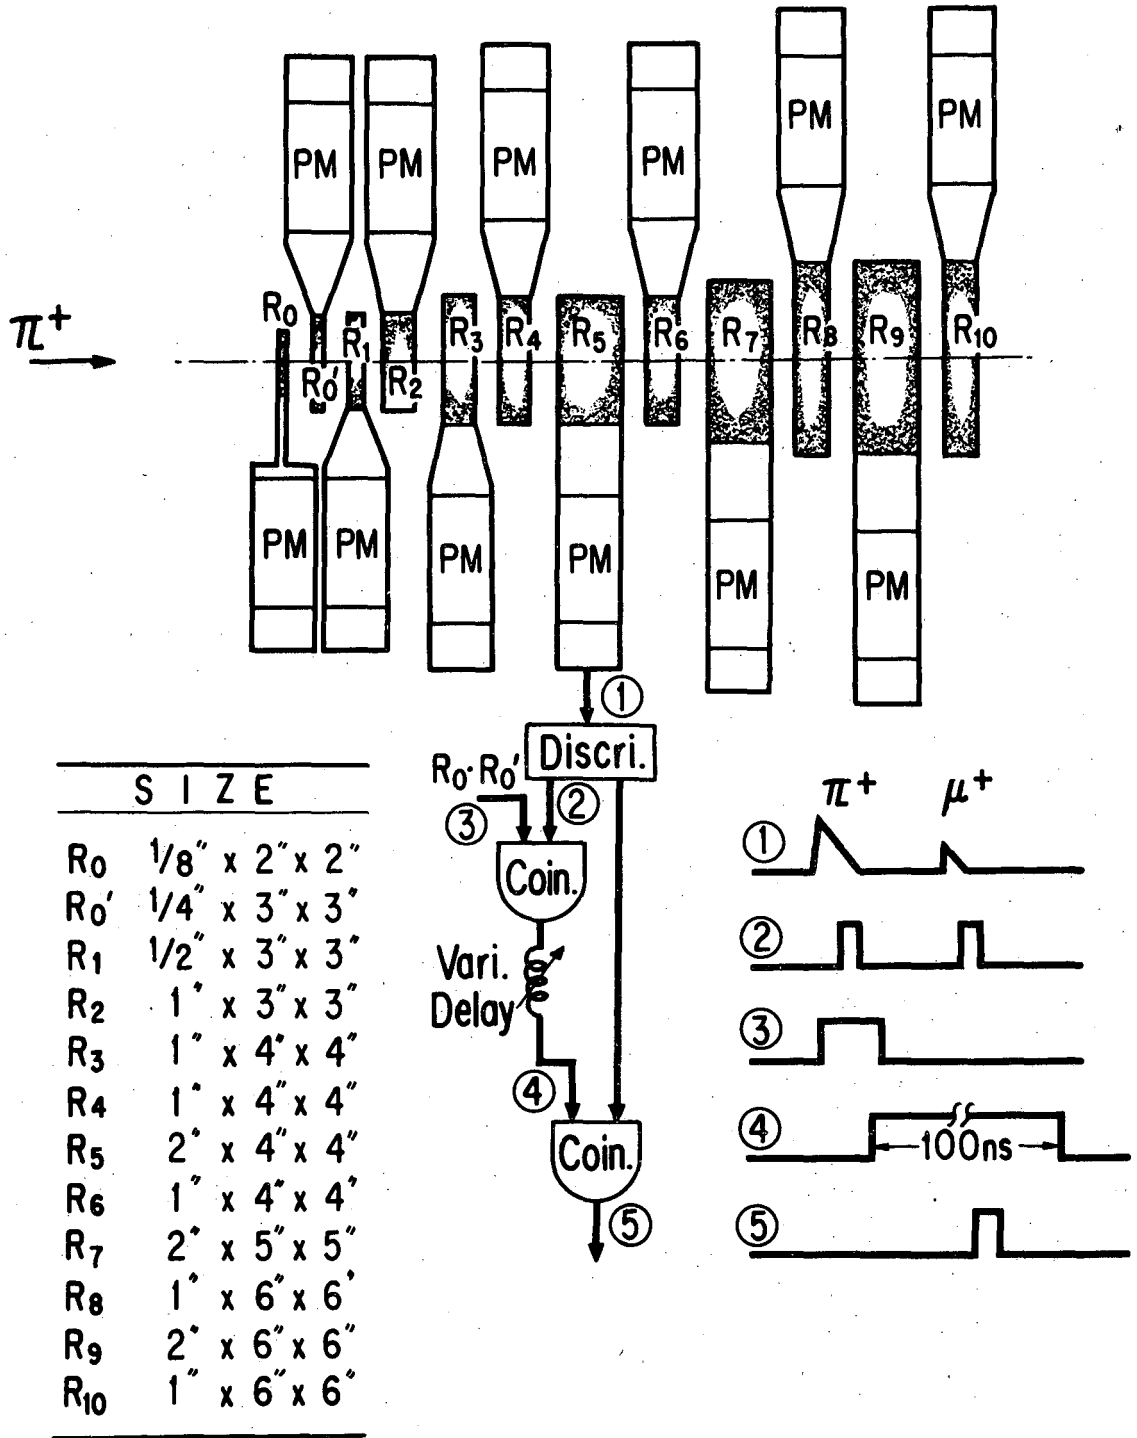 PM
PM
PM
PM
PM
PM
π⁺
R₀
R₀'
R₁
R₂
R₃
R₄
R₅
R₆
R₇
R₈
R₉
R₁₀
PM
PM
PM
PM
PM
PM
①
Discri.
R₀·R₀'
③
②
Coin.
Vari.
Delay
④
Coin.
⑤
SIZE
R₀ 1/8" x 2" x 2"
R₀' 1/4" x 3" x 3"
R₁ 1/2" x 3" x 3"
R₂ 1" x 3" x 3"
R₃ 1" x 4" x 4"
R₄ 1" x 4" x 4"
R₅ 2" x 4" x 4"
R₆ 1" x 4" x 4"
R₇ 2" x 5" x 5"
R₈ 1" x 6" x 6"
R₉ 2" x 6" x 6"
R₁₀ 1" x 6" x 6"
π⁺ μ⁺
①
②
③
④ 100ns
⑤